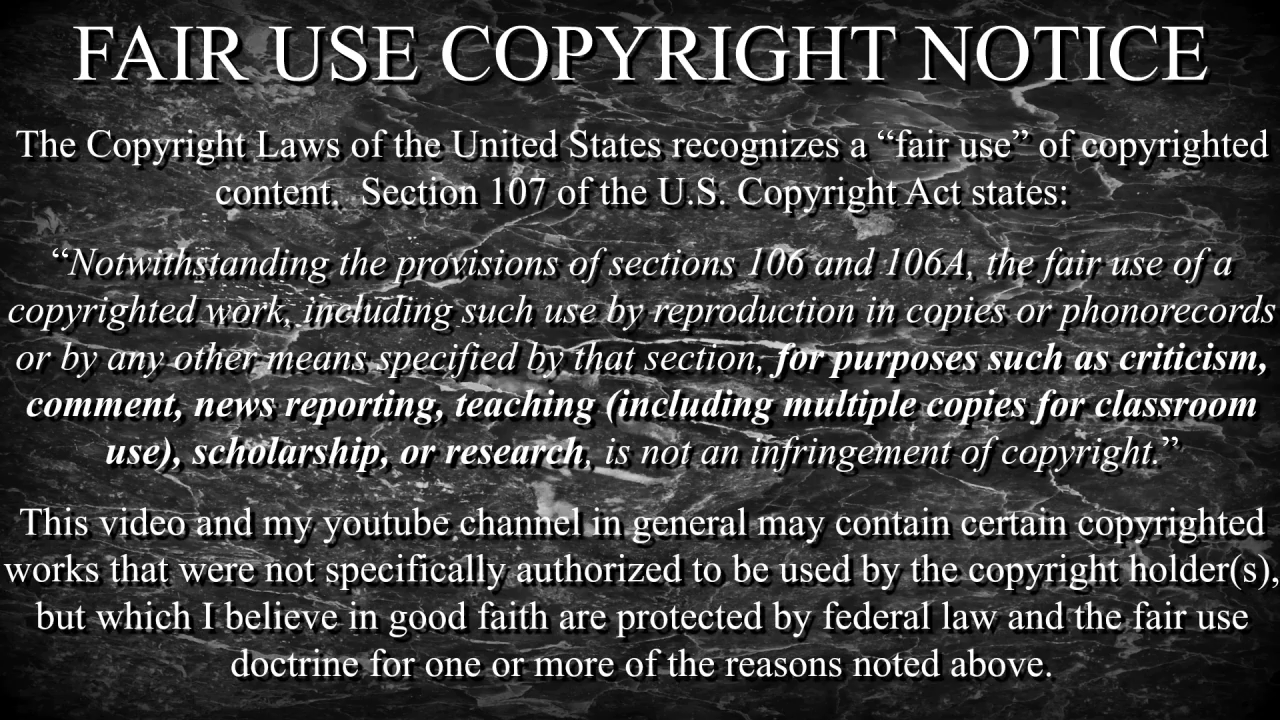 FAIR USE COPYRIGHT NOTICE
The Copyright Laws of the United States recognizes a “fair use” of copyrighted
content.  Section 107 of the U.S. Copyright Act states:
“Notwithstanding the provisions of sections 106 and 106A, the fair use of a
copyrighted work, including such use by reproduction in copies or phonorecords
or by any other means specified by that section, for purposes such as criticism,
comment, news reporting, teaching (including multiple copies for classroom
use), scholarship, or research, is not an infringement of copyright.”
This video and my youtube channel in general may contain certain copyrighted
works that were not specifically authorized to be used by the copyright holder(s),
but which I believe in good faith are protected by federal law and the fair use
doctrine for one or more of the reasons noted above.